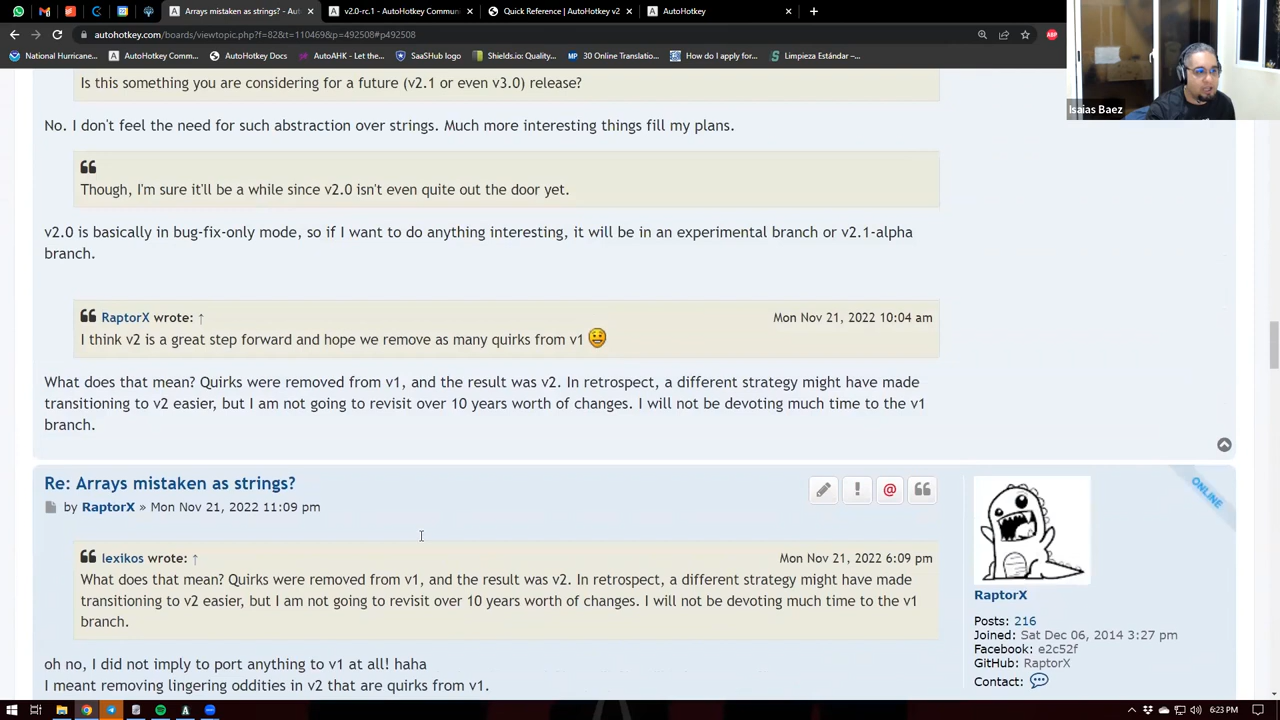 Arrays mistaken as strings? - Aut
v2.0-rc.1 - AutoHotkey Commun
Quick Reference | AutoHotkey v2
AutoHotkey
autohotkey.com/boards/viewtopic.php?f=82&t=110469&p=492508#p492508
National Hurricane...
AutoHotkey Comm...
AutoHotkey Docs
AutoAHK - Let the...
SaaSHub logo
Shields.io: Quality...
30 Online Translation...
How do I apply for...
Limpieza Estándar –...
Isaias Baez
Is this something you are considering for a future (v2.1 or even v3.0) release?
No. I don't feel the need for such abstraction over strings. Much more interesting things fill my plans.
Though, I'm sure it'll be a while since v2.0 isn't even quite out the door yet.
v2.0 is basically in bug-fix-only mode, so if I want to do anything interesting, it will be in an experimental branch or v2.1-alpha
branch.
RaptorX wrote: ↑ Mon Nov 21, 2022 10:04 am
I think v2 is a great step forward and hope we remove as many quirks from v1
What does that mean? Quirks were removed from v1, and the result was v2. In retrospect, a different strategy might have made
transitioning to v2 easier, but I am not going to revisit over 10 years worth of changes. I will not be devoting much time to the v1
branch.
Re: Arrays mistaken as strings?
by RaptorX » Mon Nov 21, 2022 11:09 pm
ONLINE
lexikos wrote: ↑ Mon Nov 21, 2022 6:09 pm
What does that mean? Quirks were removed from v1, and the result was v2. In retrospect, a different strategy might have made
transitioning to v2 easier, but I am not going to revisit over 10 years worth of changes. I will not be devoting much time to the v1
branch.
oh no, I did not imply to port anything to v1 at all! haha
I meant removing lingering oddities in v2 that are quirks from v1.
RaptorX
Posts: 216
Joined: Sat Dec 06, 2014 3:27 pm
Facebook: e2c52f
GitHub: RaptorX
Contact:
6:23 PM